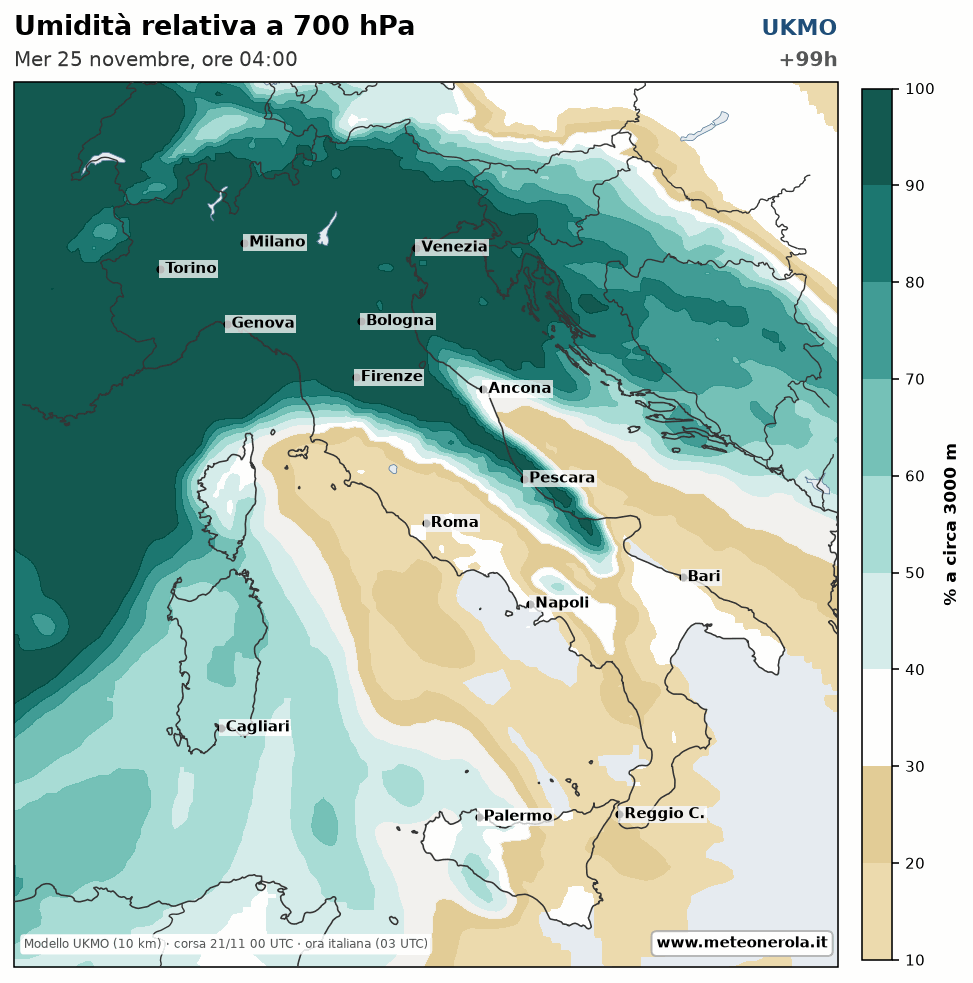 Umidità relativa a 700 hPa
UKMO
Mer 25 novembre, ore 04:00
+99h
Milano
Venezia
Torino
Genova
Bologna
Firenze
Ancona
Pescara
Roma
Bari
Napoli
Cagliari
Palermo
Reggio C.
100
90
80
70
60
50
40
30
20
10
% a circa 3000 m
Modello UKMO (10 km) · corsa 21/11 00 UTC · ora italiana (03 UTC)
www.meteonerola.it